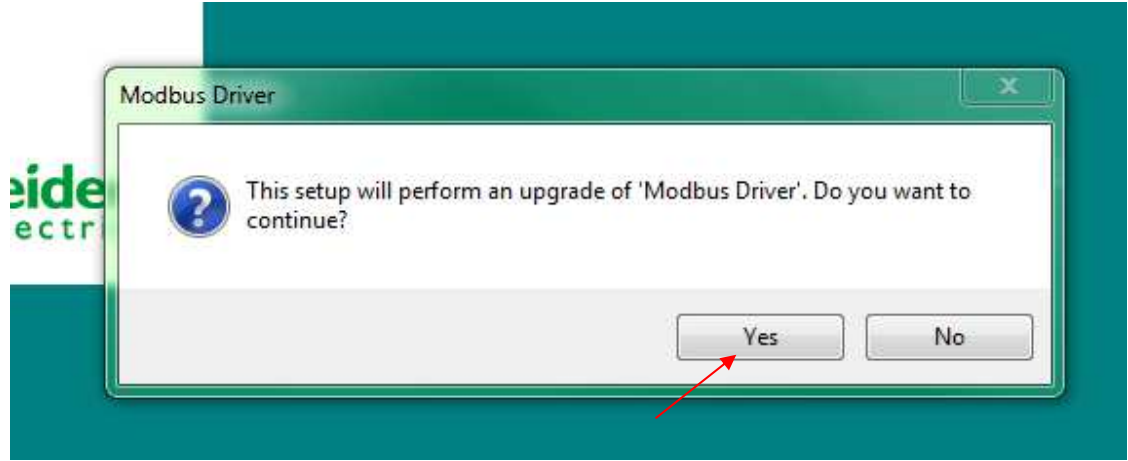 Modbus Driver
This setup will perform an upgrade of 'Modbus Driver'. Do you want to
continue?
Yes
No